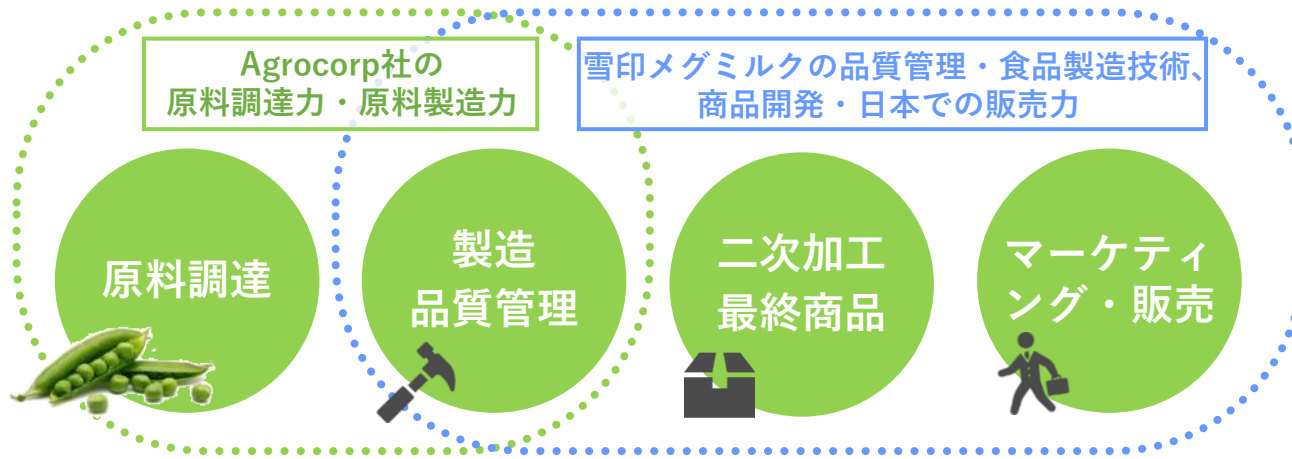 Agrocorp社の
原料調達力・原料製造力
雪印メグミルクの品質管理・食品製造技術、
商品開発・日本での販売力
原料調達
製造
品質管理
二次加工
最終商品
マーケティ
ング・販売